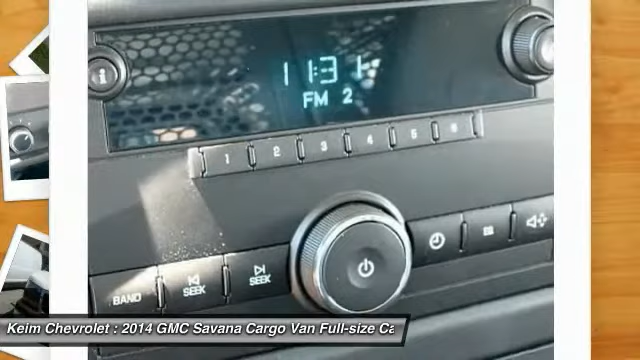 11:31
FM 2
1 2 3 4 5 6
BAND SEEK SEEK
Keim Chevrolet : 2014 GMC Savana Cargo Van Full-size Ca